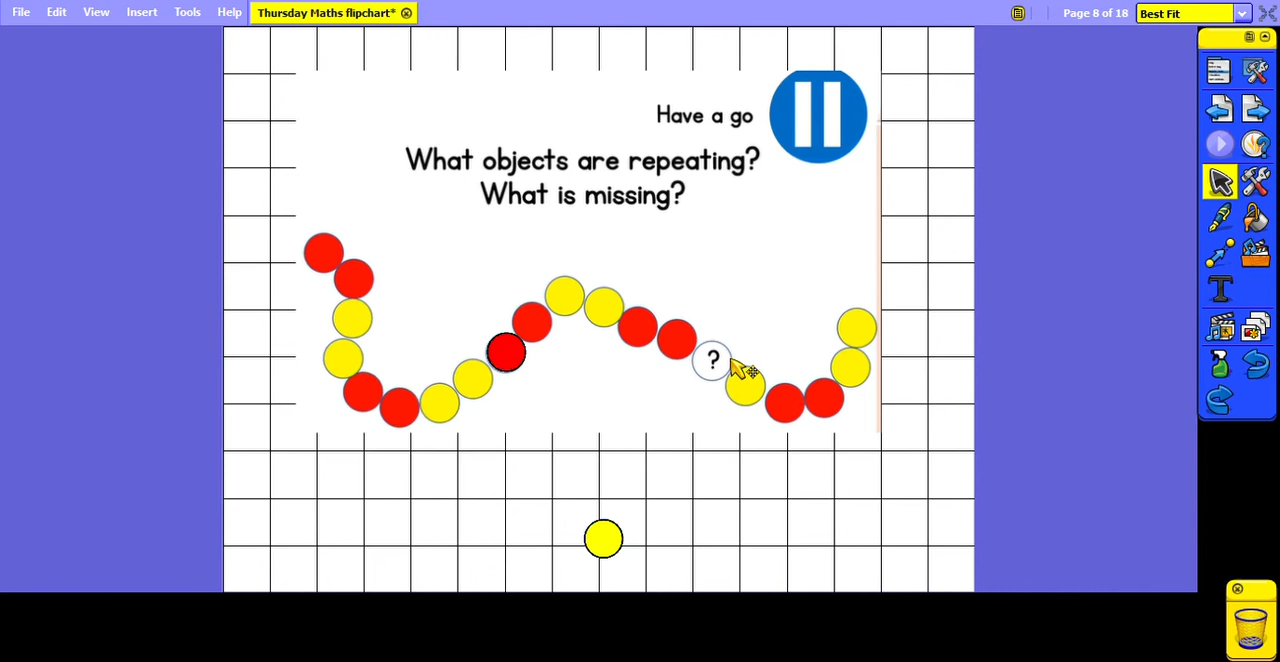 File Edit View Insert Tools Help Thursday Maths flipchart* Page 8 of 18 Best Fit
Have a go
What objects are repeating?
What is missing?
?